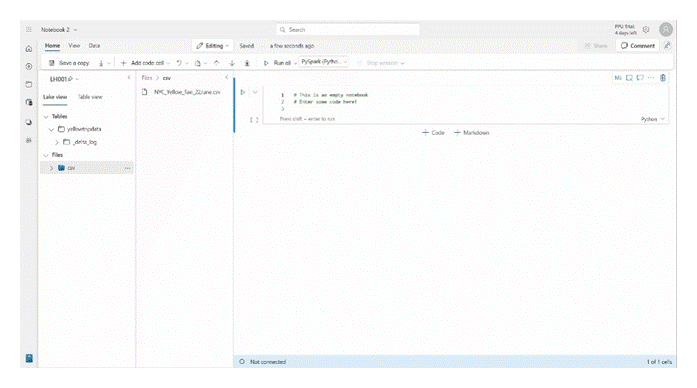 Notebook 2
Search
PPU Trial:
4 days left
Home View Data
Editing
Saved
a few seconds ago
Share
Comment
Save a copy
Add code cell
Run all
PySpark (Pytho...
Stop session
LH001
Files > csv
Lake view Table view
Tables
yellowtripdata
_delta_log
Files
csv
1 # This is an empty notebook
2 # Enter some code here!
3
[ ]
Press shift + enter to run
Python
+ Code + Markdown
Not connected
1 of 1 cells